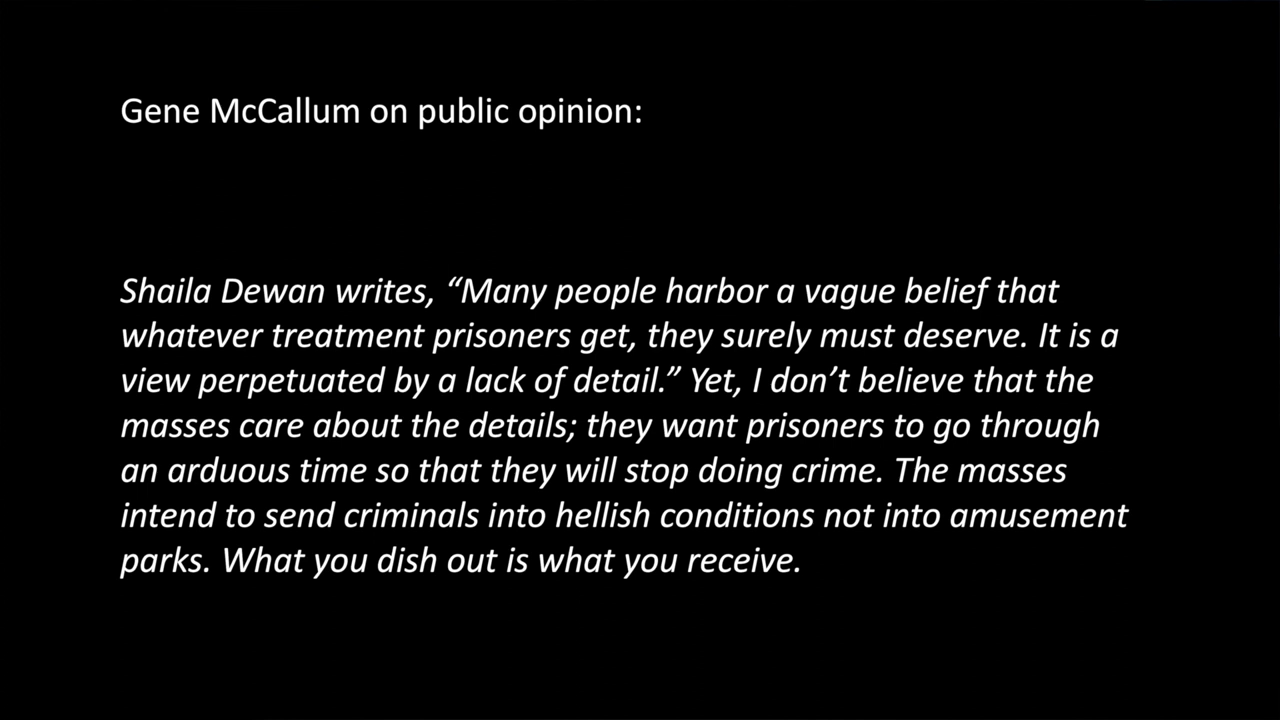 Gene McCallum on public opinion:
Shaila Dewan writes, “Many people harbor a vague belief that
whatever treatment prisoners get, they surely must deserve. It is a
view perpetuated by a lack of detail.” Yet, I don’t believe that the
masses care about the details; they want prisoners to go through
an arduous time so that they will stop doing crime. The masses
intend to send criminals into hellish conditions not into amusement
parks. What you dish out is what you receive.